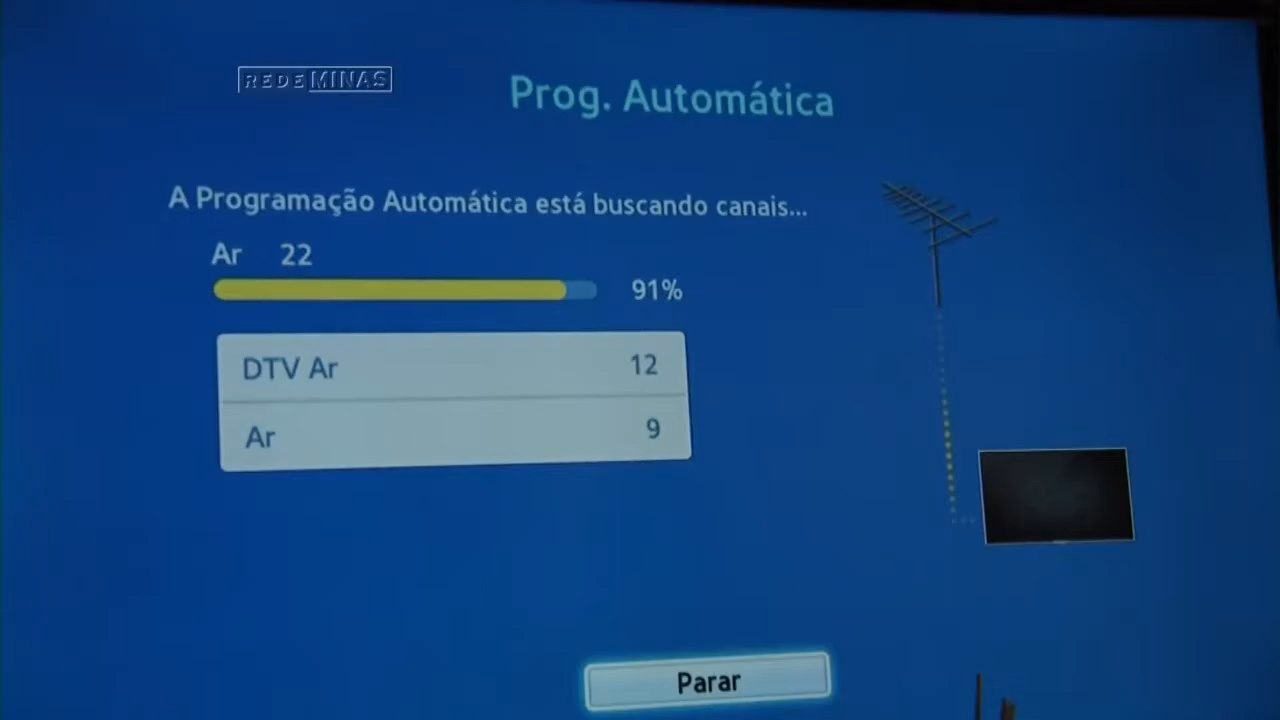 REDE MINAS
Prog. Automática
A Programação Automática está buscando canais...
Ar 22
91%
DTV Ar 12
Ar 9
Parar